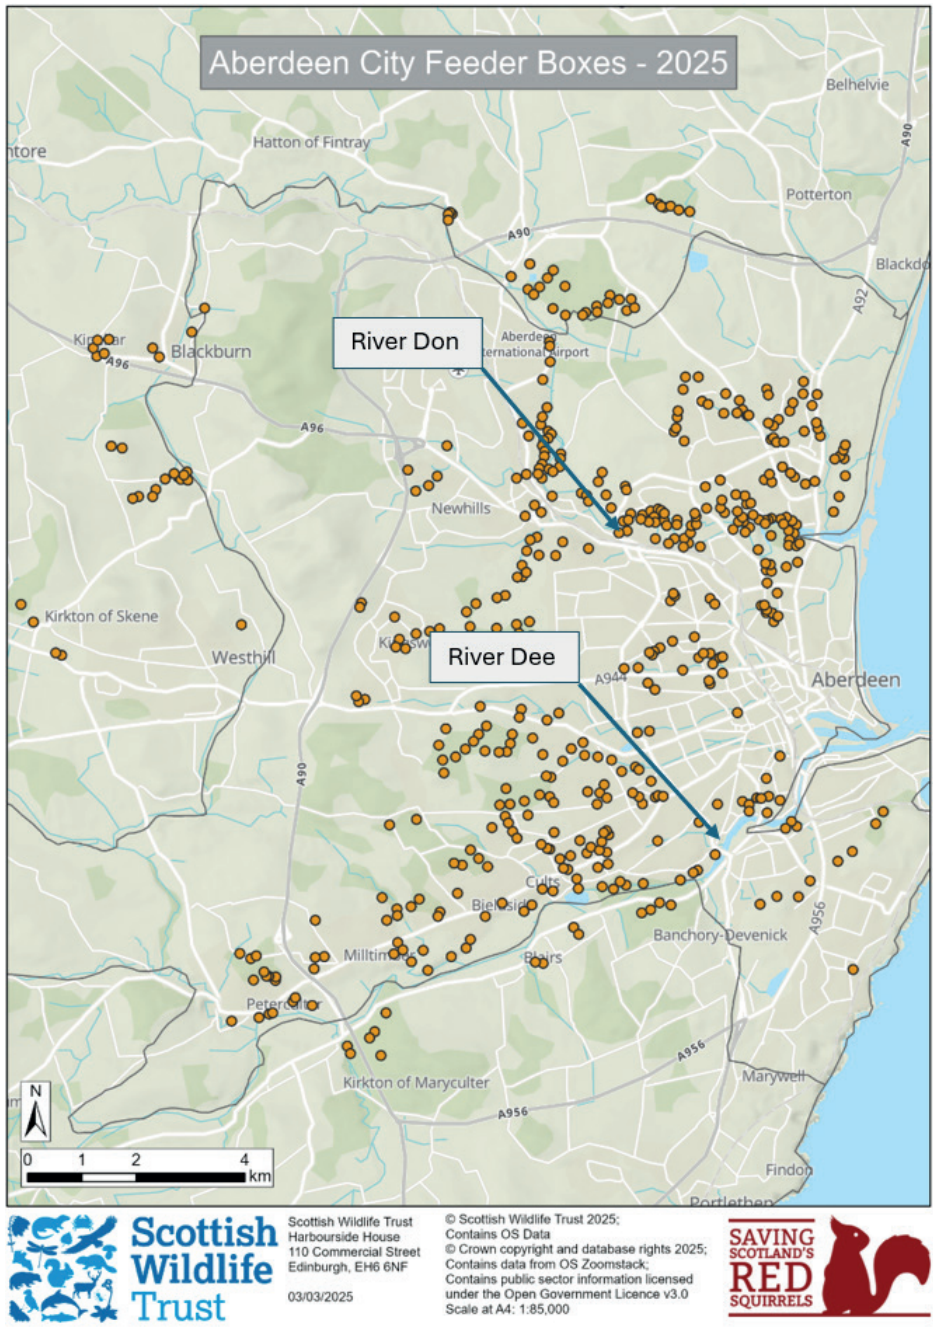 Aberdeen City Feeder Boxes - 2025
Belhelvie
A90
Hatton of Fintray
ntore
Potterton
A90
Blackdo
A92
River Don
Aberdeen
ternational Airport
Blackburn
A96
A96
Newhills
Kirkton of Skene
Westhill
River Dee
A944
Aberdeen
A90
Cults
Bieldsid
A956
Banchory-Devenick
Milltim
Blairs
Peterculter
A956
Kirkton of Maryculter
Marywell
A956
N
0 1 2 4
km
Findon
Portlethen
Scottish
Wildlife
Trust
Scottish Wildlife Trust
Harbourside House
110 Commercial Street
Edinburgh, EH6 6NF
03/03/2025
© Scottish Wildlife Trust 2025;
Contains OS Data
© Crown copyright and database rights 2025;
Contains data from OS Zoomstack;
Contains public sector information licensed
under the Open Government Licence v3.0
Scale at A4: 1:85,000
SAVING
SCOTLAND'S
RED
SQUIRRELS